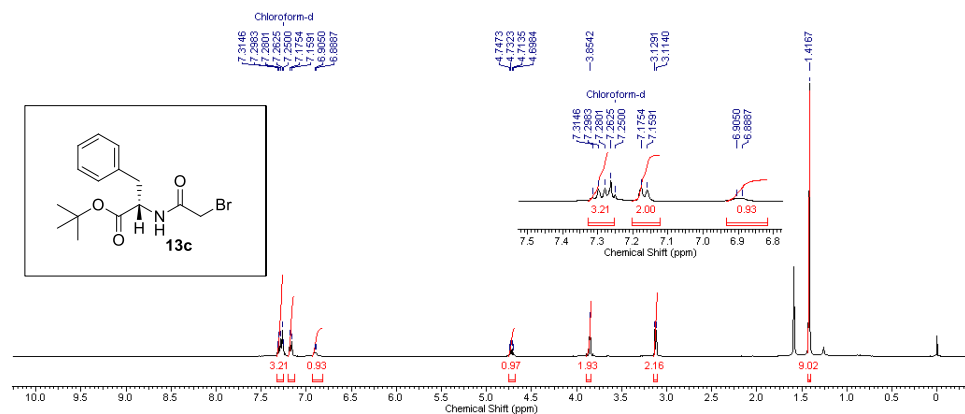 Chloroform-d
7.3146
7.2983
7.2801
7.2625
7.2500
7.1754
7.1591
6.9050
6.8887
4.7473
4.7323
4.7135
4.6984
3.8542
3.1291
3.1140
1.4167
Chloroform-d
7.3146
7.2983
7.2801
7.2625
7.2500
7.1754
7.1591
6.9050
6.8887
3.21 2.00 0.93
7.5 7.4 7.3 7.2 7.1 7.0 6.9 6.8
Chemical Shift (ppm)
O
Br
O
N
O H H
13c
3.21 0.93 0.97 1.93 2.16 9.02
10.0 9.5 9.0 8.5 8.0 7.5 7.0 6.5 6.0 5.5 5.0 4.5 4.0 3.5 3.0 2.5 2.0 1.5 1.0 0.5 0
Chemical Shift (ppm)